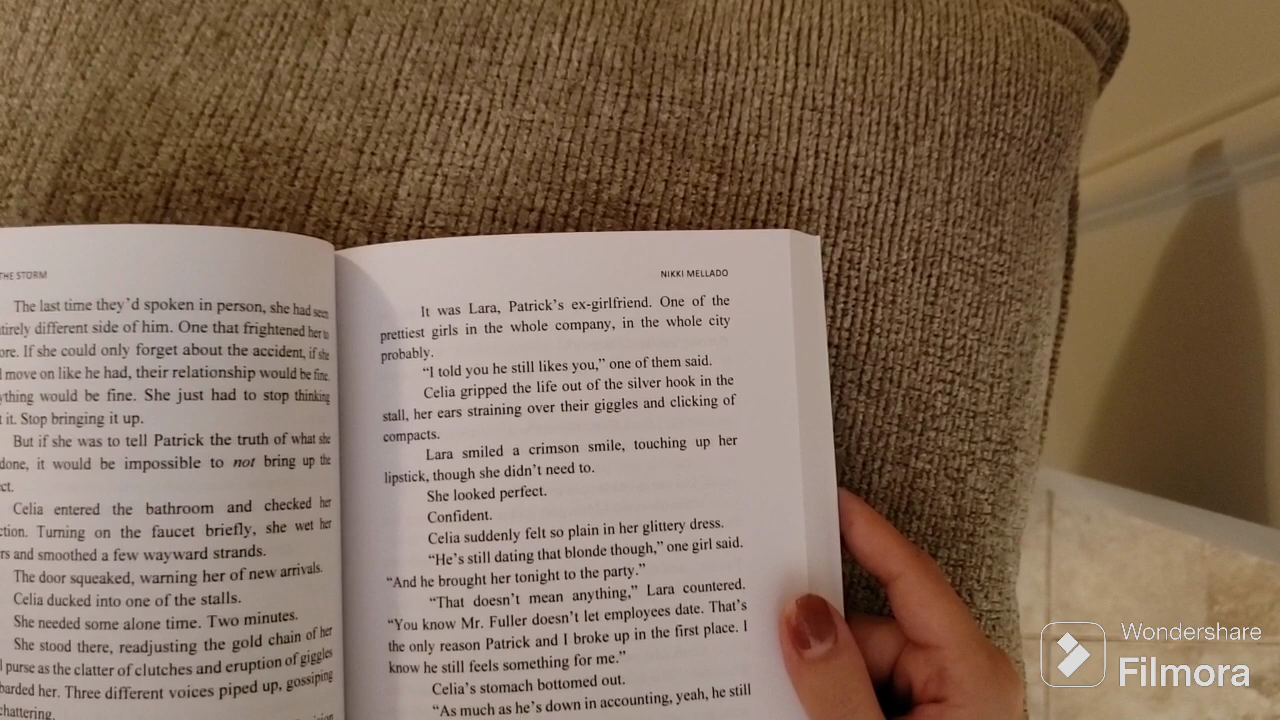 THE STORM
The last time they'd spoken in person, she had seen
tirely different side of him. One that frightened her to
ore. If she could only forget about the accident, if she
move on like he had, their relationship would be fine.
ything would be fine. She just had to stop thinking
t it. Stop bringing it up.
But if she was to tell Patrick the truth of what she
done, it would be impossible to not bring up the
ct.
Celia entered the bathroom and checked her
ction. Turning on the faucet briefly, she wet her
rs and smoothed a few wayward strands.
The door squeaked, warning her of new arrivals.
Celia ducked into one of the stalls.
She needed some alone time. Two minutes.
She stood there, readjusting the gold chain of her
l purse as the clatter of clutches and eruption of giggles
barded her. Three different voices piped up, gossiping
chattering.
NIKKI MELLADO
It was Lara, Patrick's ex-girlfriend. One of the
prettiest girls in the whole company, in the whole city
probably.
"I told you he still likes you," one of them said.
Celia gripped the life out of the silver hook in the
stall, her ears straining over their giggles and clicking of
compacts.
Lara smiled a crimson smile, touching up her
lipstick, though she didn't need to.
She looked perfect.
Confident.
Celia suddenly felt so plain in her glittery dress.
"He's still dating that blonde though," one girl said.
"And he brought her tonight to the party."
"That doesn't mean anything," Lara countered.
"You know Mr. Fuller doesn't let employees date. That's
the only reason Patrick and I broke up in the first place. I
know he still feels something for me."
Celia's stomach bottomed out.
"As much as he's down in accounting, yeah, he still
Wondershare
Filmora